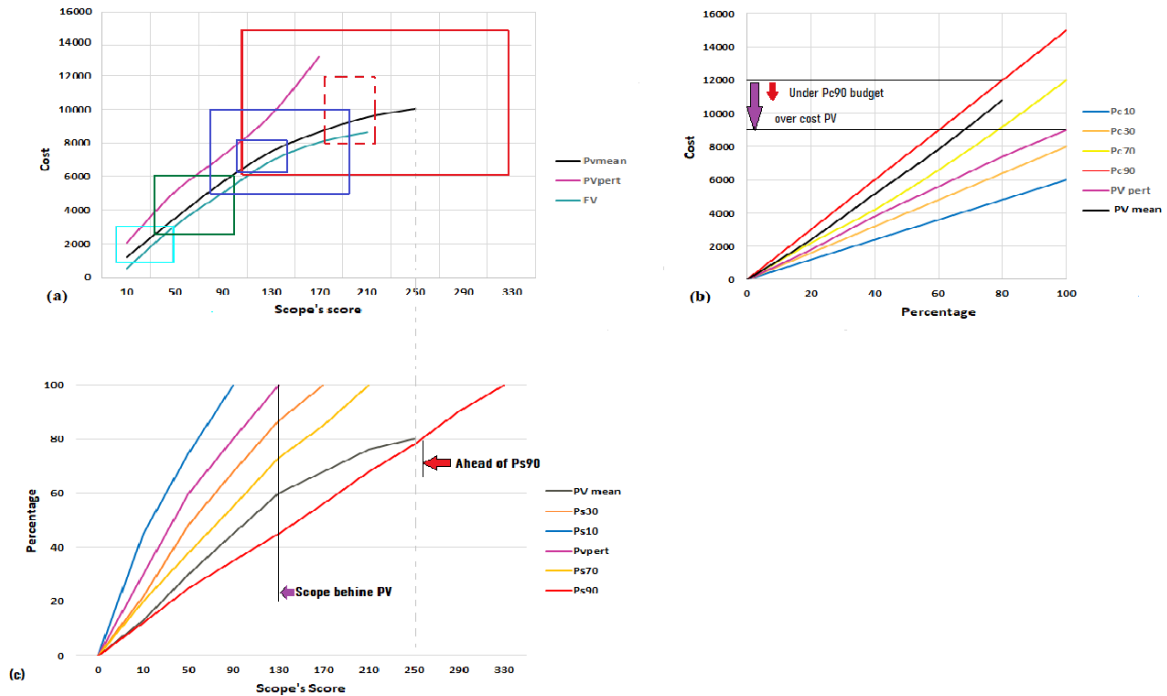 16000
14000
12000
10000
8000
6000
4000
2000
0
Cost
10 50 90 130 170 210 250 290 330
Scope's score
(a)
Pvmean
PVpert
FV
16000
14000
12000
10000
8000
6000
4000
2000
0
Cost
Under Pc90 budget
over cost PV
0 20 40 60 80 100
Percentage
(b)
Pc10
Pc30
Pc70
Pc90
PV pert
PV mean
100
80
60
40
20
0
Percentage
Ahead of Ps90
Scope behine PV
0 10 50 90 130 170 210 250 290 330
Scope's Score
(c)
PV mean
Ps30
Ps10
Pvpert
Ps70
Ps90